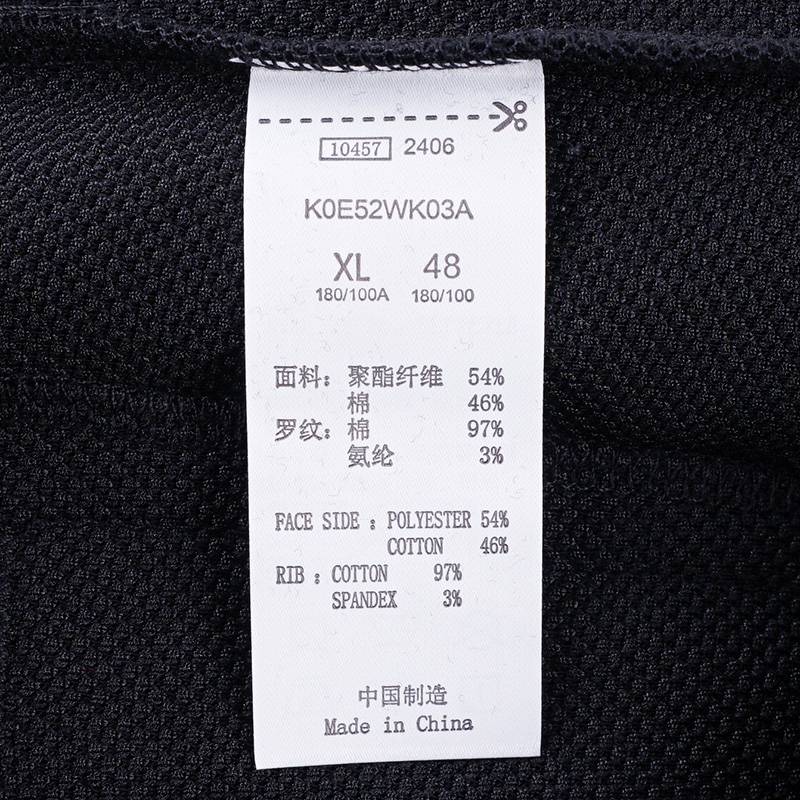 10457 2406
K0E52WK03A
XL 48
180/100A 180/100
面料: 聚酯纤维 54%
棉 46%
罗纹: 棉 97%
氨纶 3%
FACE SIDE : POLYESTER 54%
COTTON 46%
RIB : COTTON 97%
SPANDEX 3%
中国制造
Made in China